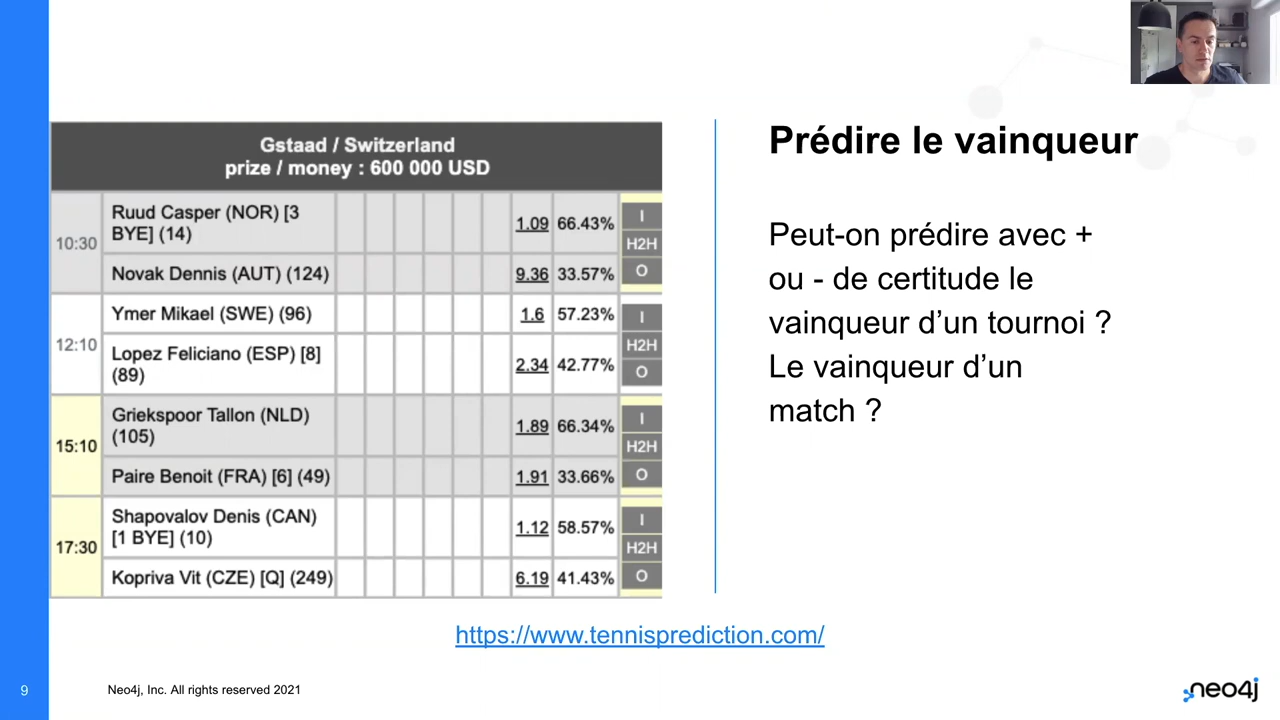 Gstaad / Switzerland
prize / money : 600 000 USD
10:30
Ruud Casper (NOR) [3
BYE] (14)
1.09 66.43%
Novak Dennis (AUT) (124)
9.36 33.57%
I
H2H
O
12:10
Ymer Mikael (SWE) (96)
1.6 57.23%
Lopez Feliciano (ESP) [8]
(89)
2.34 42.77%
I
H2H
O
15:10
Griekspoor Tallon (NLD)
(105)
1.89 66.34%
Paire Benoit (FRA) [6] (49)
1.91 33.66%
I
H2H
O
17:30
Shapovalov Denis (CAN)
[1 BYE] (10)
1.12 58.57%
Kopriva Vit (CZE) [Q] (249)
6.19 41.43%
I
H2H
O
Prédire le vainqueur
Peut-on prédire avec +
ou - de certitude le
vainqueur d’un tournoi ?
Le vainqueur d’un
match ?
https://www.tennisprediction.com/
9
Neo4j, Inc. All rights reserved 2021
neo4j